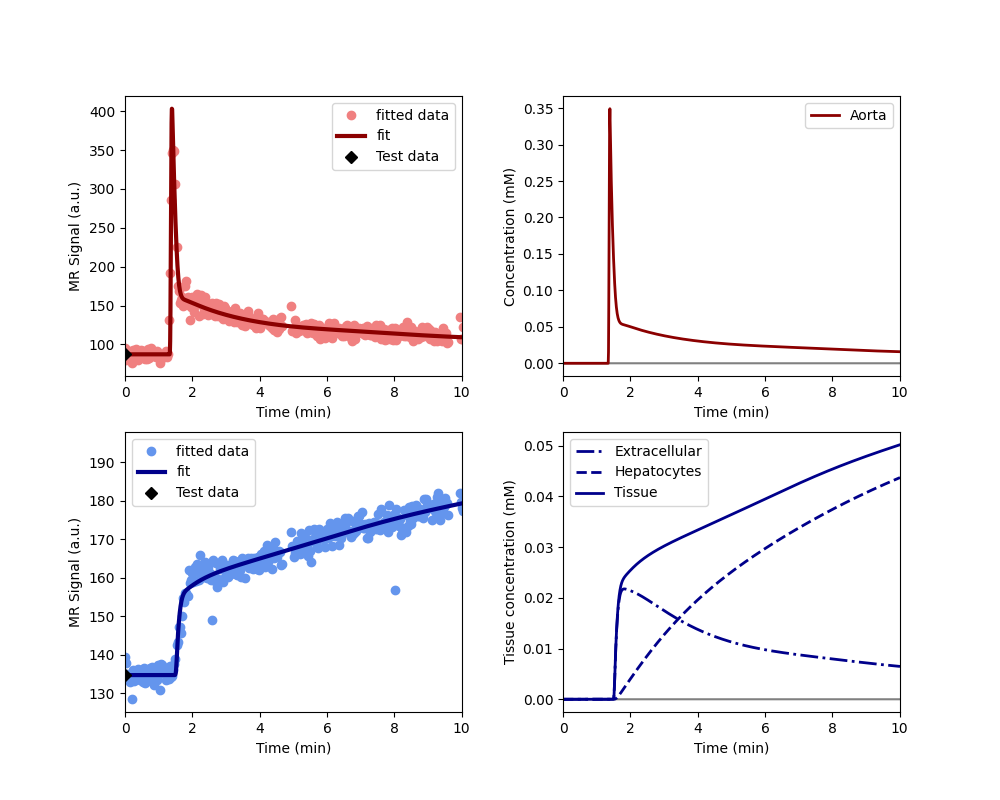 400
350
300
250
200
150
100
MR Signal (a.u.)
fitted data
fit
Test data
0 2 4 6 8 10
Time (min)
0.35
0.30
0.25
0.20
0.15
0.10
0.05
0.00
Concentration (mM)
Aorta
0 2 4 6 8 10
Time (min)
190
180
170
160
150
140
130
MR Signal (a.u.)
fitted data
fit
Test data
0 2 4 6 8 10
Time (min)
0.05
0.04
0.03
0.02
0.01
0.00
Tissue concentration (mM)
Extracellular
Hepatocytes
Tissue
0 2 4 6 8 10
Time (min)